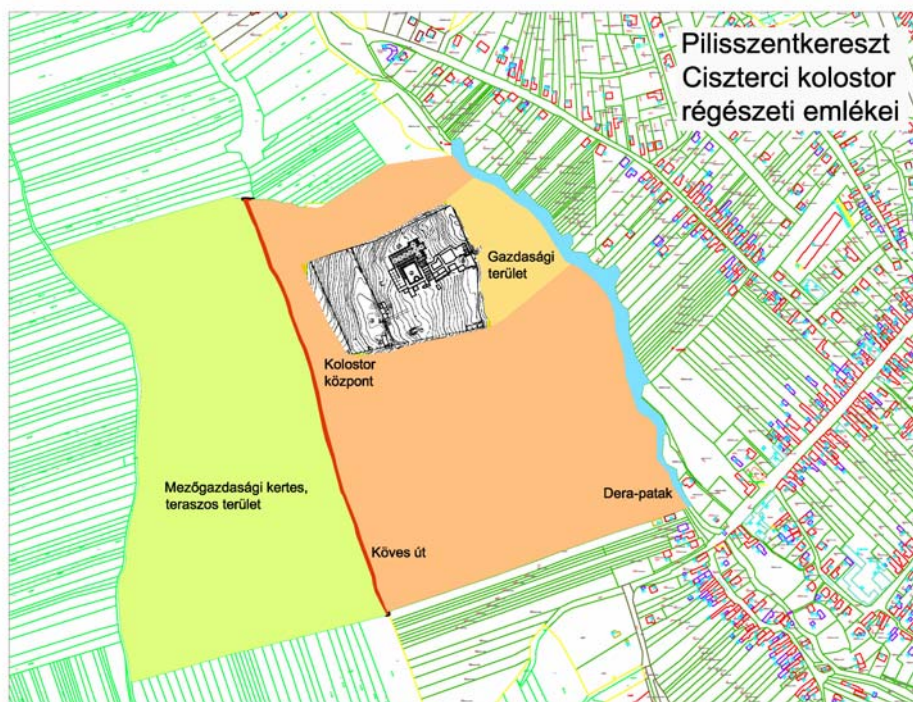 Pilisszentkereszt
Ciszterci kolostor
régészeti emlékei
Gazdasági
terület
Kolostor
központ
Mezőgazdasági kertes,
teraszos terület
Dera-patak
Köves út